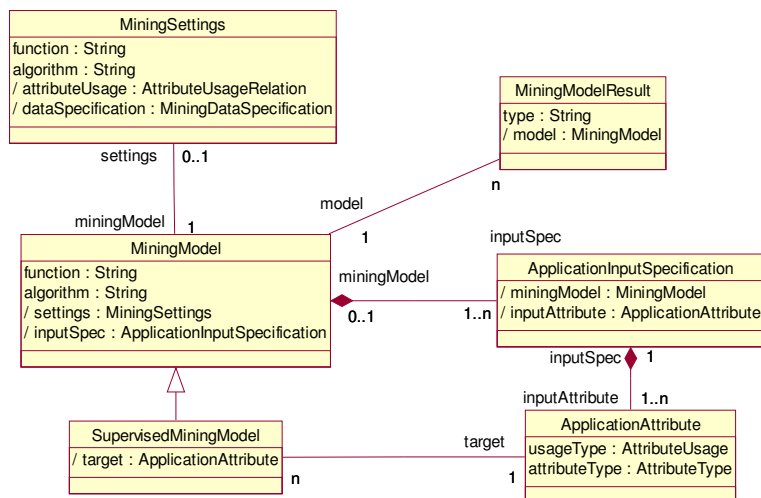 MiningSettings
function : String
algorithm : String
/ attributeUsage : AttributeUsageRelation
/ dataSpecification : MiningDataSpecification
settings
0..1
MiningModelResult
type : String
/ model : MiningModel
n
model
1
miningModel
1
MiningModel
function : String
algorithm : String
/ settings : MiningSettings
/ inputSpec : ApplicationInputSpecification
miningModel
0..1
inputSpec
1..n
ApplicationInputSpecification
/ miningModel : MiningModel
/ inputAttribute : ApplicationAttribute
inputSpec
1
inputAttribute
1..n
SupervisedMiningModel
/ target : ApplicationAttribute
n
target
1
ApplicationAttribute
usageType : AttributeUsage
attributeType : AttributeType